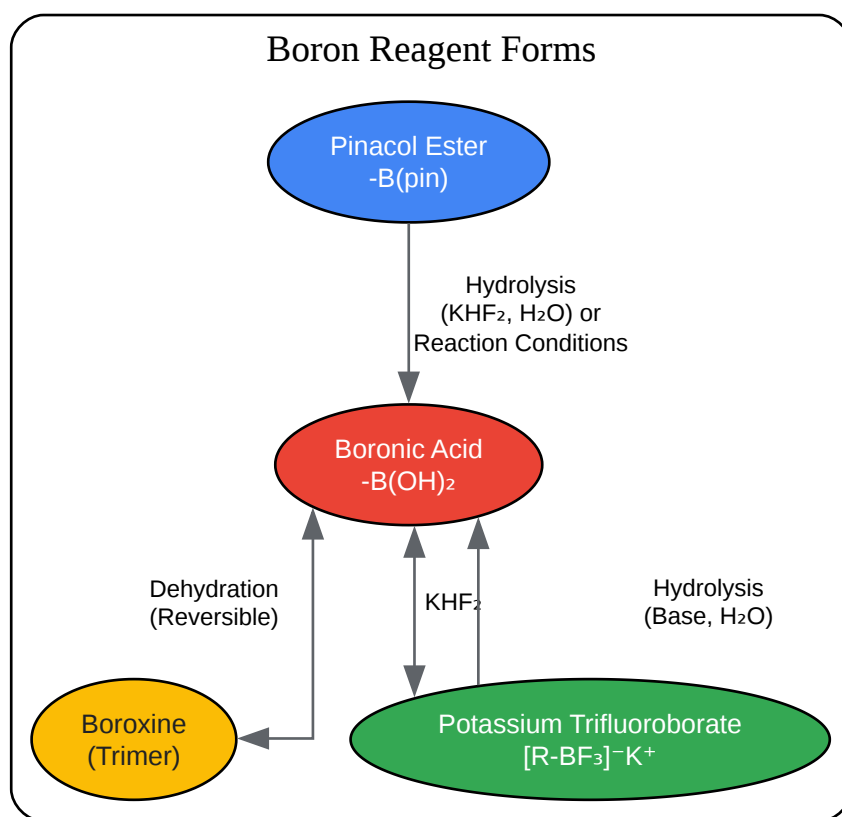 Boron Reagent Forms
Pinacol Ester
-B(pin)
Hydrolysis
(KHF₂, H₂O) or
Reaction Conditions
Boronic Acid
-B(OH)₂
Dehydration
(Reversible)
KHF₂
Hydrolysis
(Base, H₂O)
Boroxine
(Trimer)
Potassium Trifluoroborate
[R-BF₃]⁻K⁺